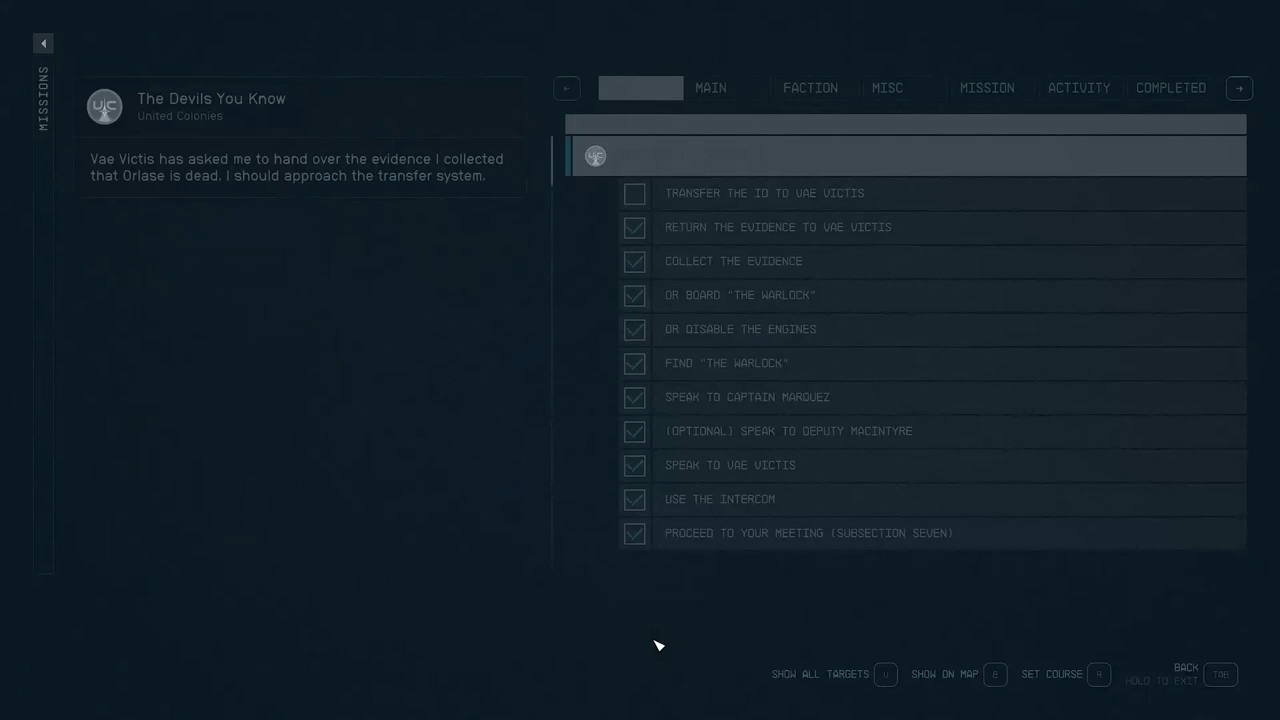 MISSIONS
The Devils You Know
United Colonies
Vae Victis has asked me to hand over the evidence I collected
that Orlase is dead. I should approach the transfer system.
MAIN
FACTION
MISC
MISSION
ACTIVITY
COMPLETED
UC
UC
TRANSFER THE ID TO VAE VICTIS
RETURN THE EVIDENCE TO VAE VICTIS
COLLECT THE EVIDENCE
OR BOARD "THE WARLOCK"
OR DISABLE THE ENGINES
FIND "THE WARLOCK"
SPEAK TO CAPTAIN MARQUEZ
(OPTIONAL) SPEAK TO DEPUTY MACINTYRE
SPEAK TO VAE VICTIS
USE THE INTERCOM
PROCEED TO YOUR MEETING (SUBSECTION SEVEN)
SHOW ALL TARGETS
SHOW ON MAP
SET COURSE R
BACK
HOLD TO EXIT
TAB